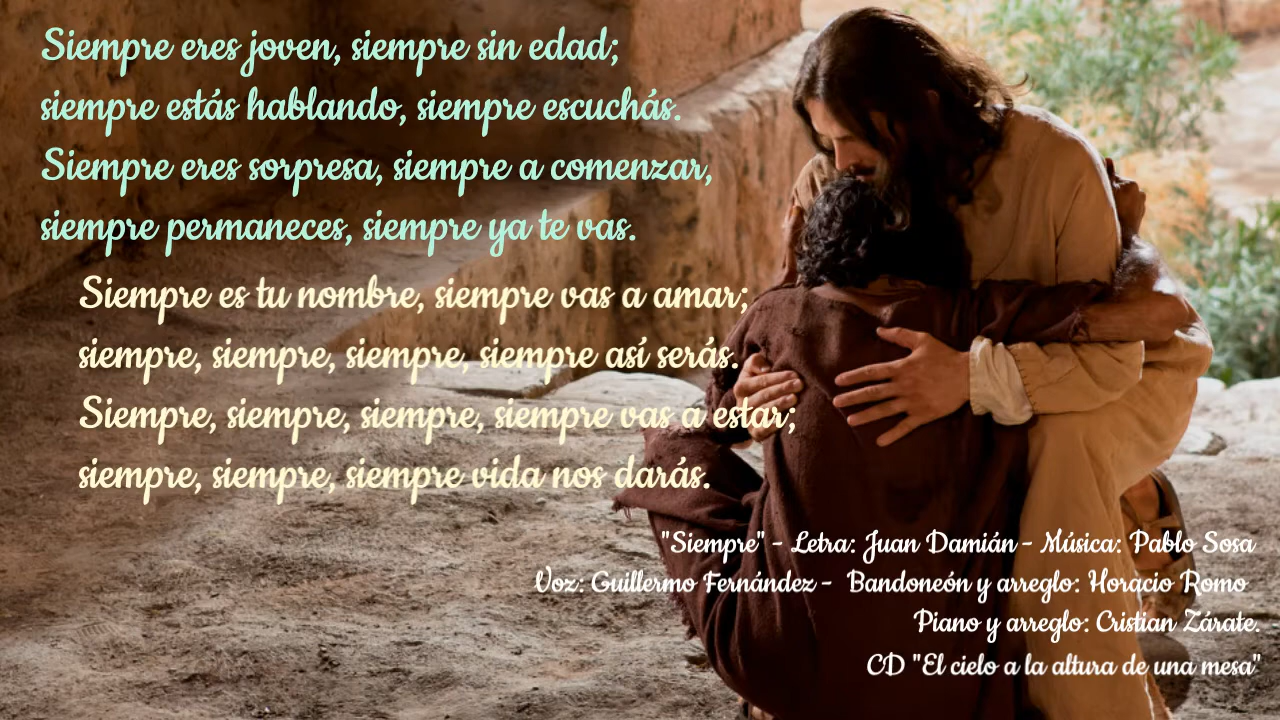 Siempre eres joven, siempre sin edad;
siempre estás hablando, siempre escuchás.
Siempre eres sorpresa, siempre a comenzar,
siempre permaneces, siempre ya te vas.
Siempre es tu nombre, siempre vas a amar;
siempre, siempre, siempre, siempre así serás.
Siempre, siempre, siempre, siempre vas a estar;
siempre, siempre, siempre vida nos darás.
"Siempre" - Letra: Juan Damián - Música: Pablo Sosa
Voz: Guillermo Fernández - Bandoneón y arreglo: Horacio Romo
Piano y arreglo: Cristian Zárate.
CD "El cielo a la altura de una mesa"